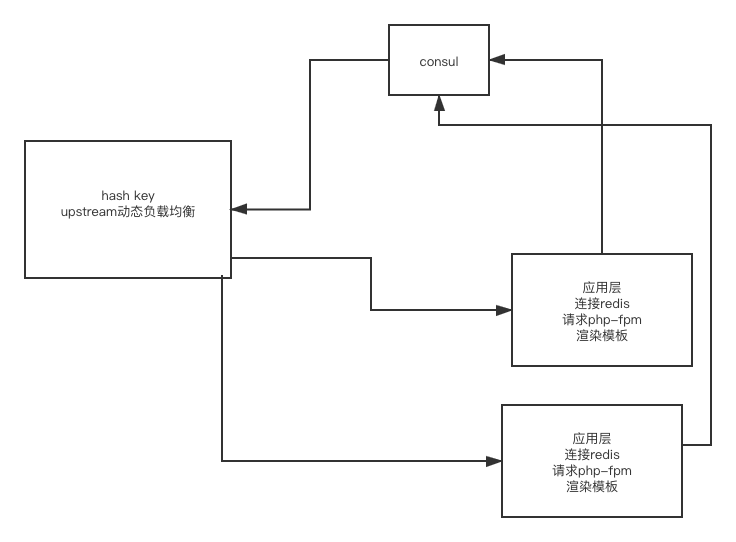 consul
hash key
upstream动态负载均衡
应用层
连接redis
请求php-fpm
渲染模板
应用层
连接redis
请求php-fpm
渲染模板